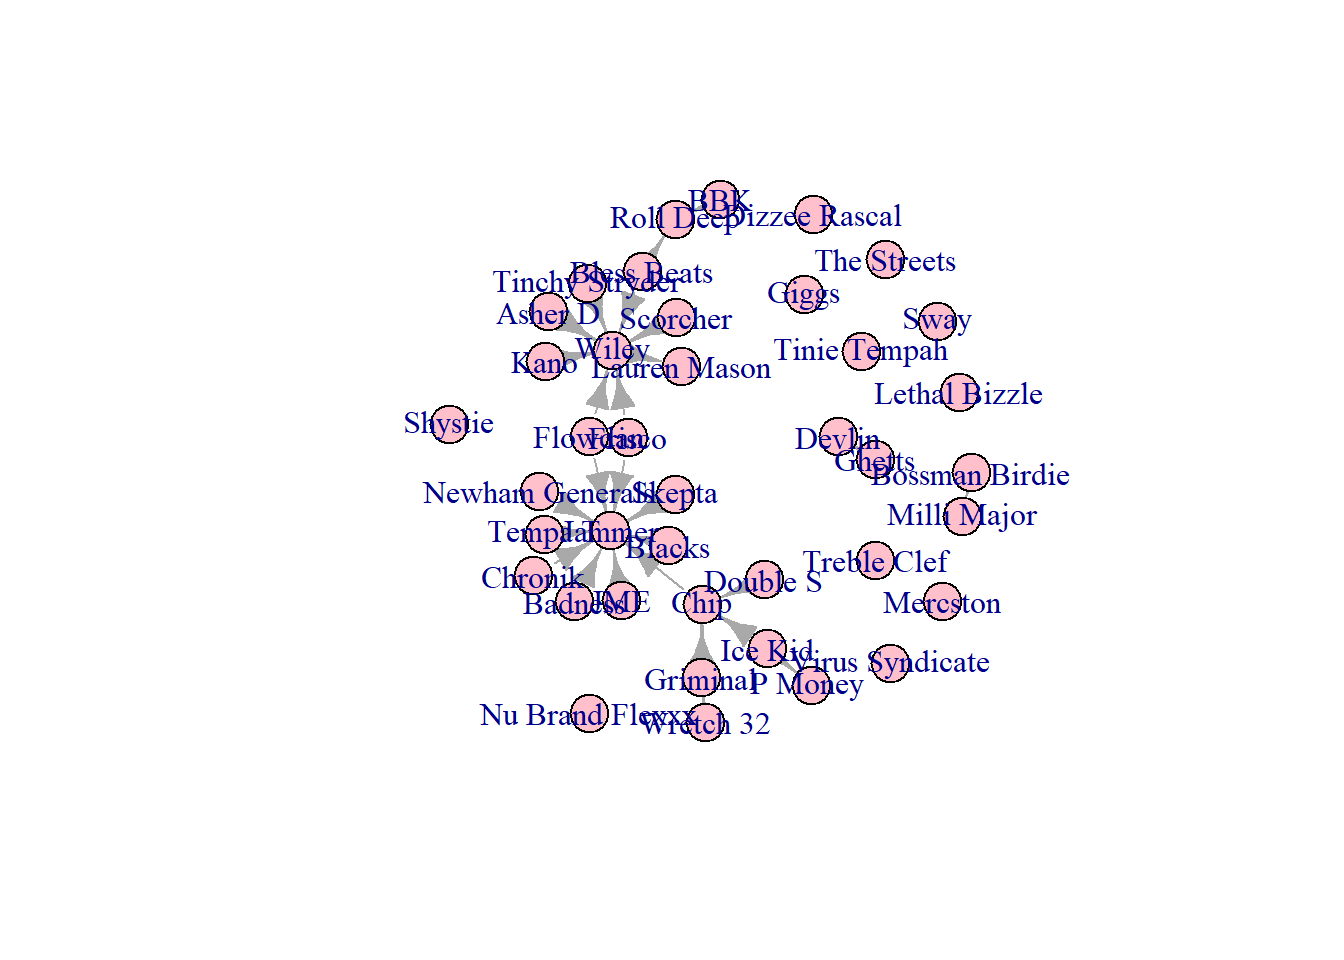 BBK
Roll Deep
Dizzee Rascal
The Streets
Bless Beats
Tinchy Stryder
Giggs
Asher D
Scorcher
Sway
Wiley
Tinie Tempah
Kano
Lauren Mason
Lethal Bizzle
Shystie
Flowdan
Frisco
Devlin
Ghetts
Bossman Birdie
Newham Generals
Skepta
Milli Major
Tempa T
Jammer
Blacks
Treble Clef
Chronik
Double S
Badness
JME
Chip
Mercston
Ice Kid
Virus Syndicate
Griminal
P Money
Nu Brand Flexxx
Wretch 32